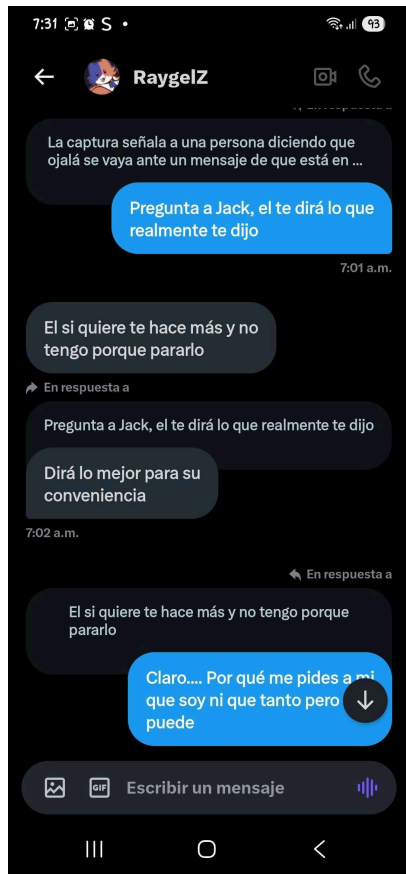 7:31 S •
93
RaygelZ
La captura señala a una persona diciendo que
ojalá se vaya ante un mensaje de que está en ...
Pregunta a Jack, el te dirá lo que
realmente te dijo
7:01 a.m.
El si quiere te hace más y no
tengo porque pararlo
En respuesta a
Pregunta a Jack, el te dirá lo que realmente te dijo
Dirá lo mejor para su
conveniencia
7:02 a.m.
En respuesta a
El si quiere te hace más y no tengo porque
pararlo
Claro.... Por qué me pides a mi
que soy ni que tanto pero
puede
GIF
Escribir un mensaje